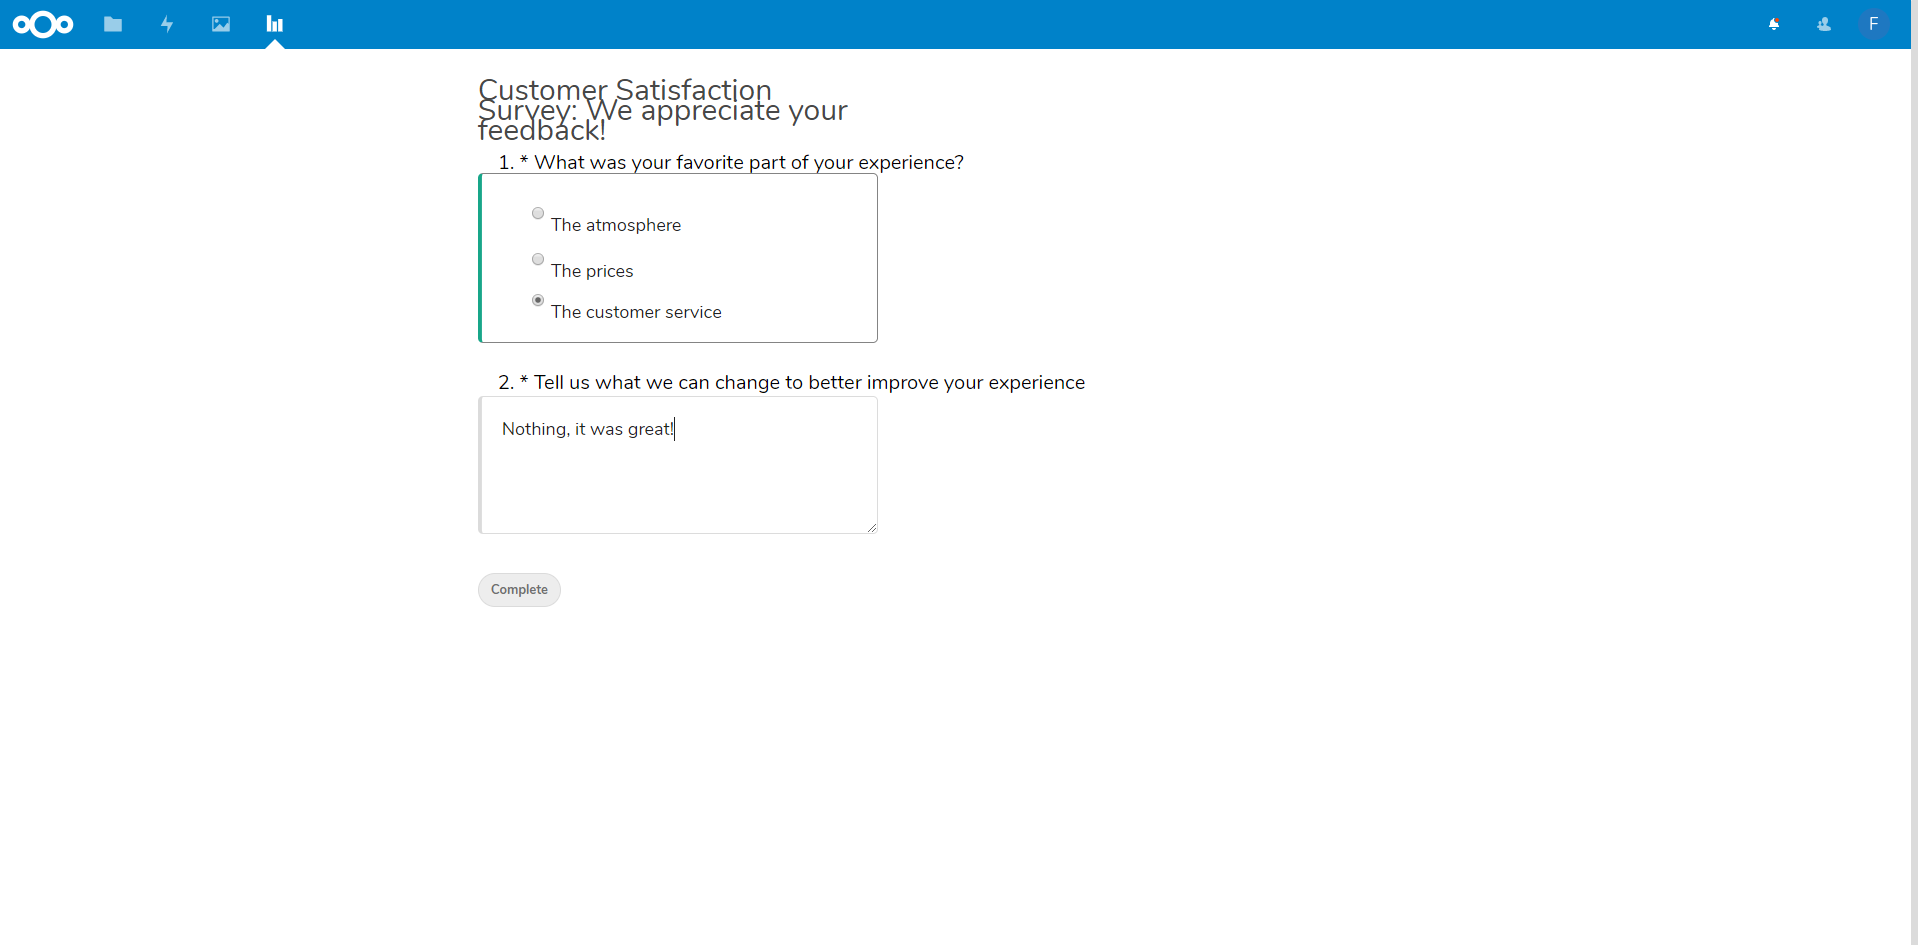 F
Customer Satisfaction
Survey: We appreciate your
feedback!
1. * What was your favorite part of your experience?
The atmosphere
The prices
The customer service
2. * Tell us what we can change to better improve your experience
Nothing, it was great!
Complete